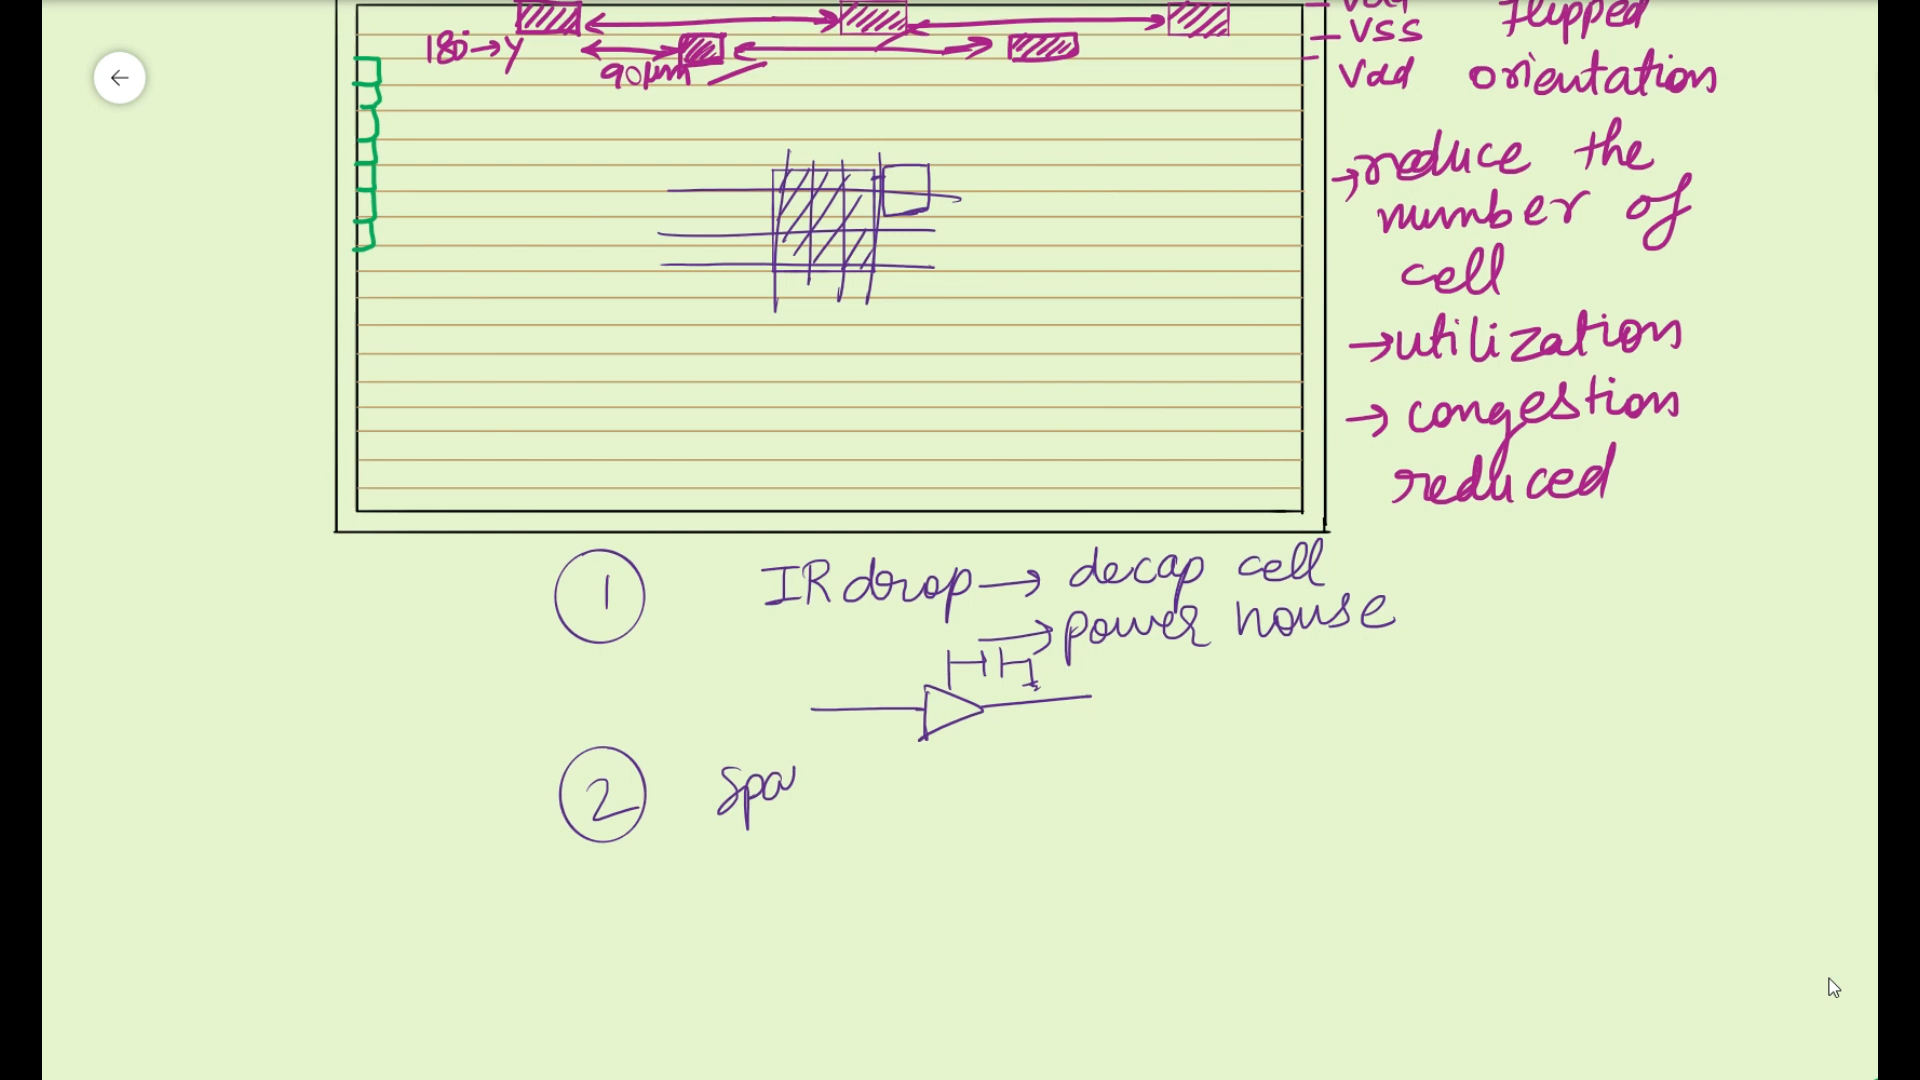 Vdd flipped
VSS
180 → Y
90μm
Vdd orientation
→ reduce the
number of
cell
→ utilization
→ congestion
reduced
1 IR drop → decap cell
→ power house
2 spa